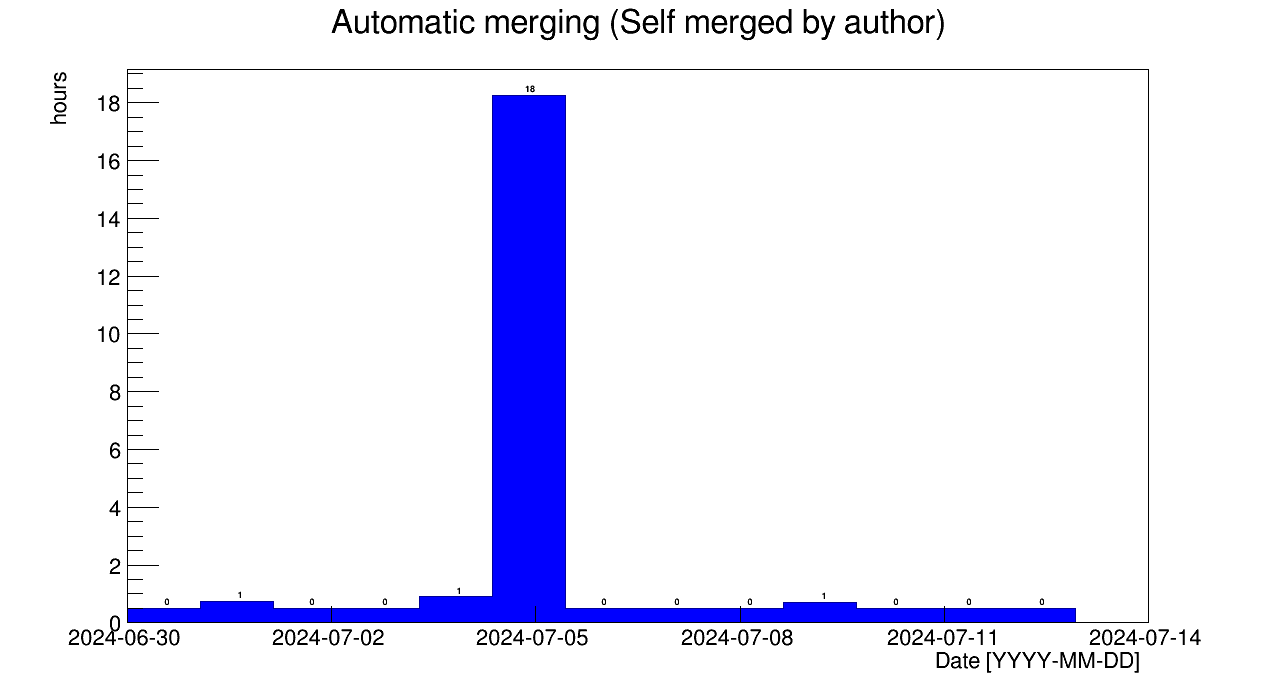 Automatic merging (Self merged by author)
hours
18
16
14
12
10
8
6
4
2
0
0 1 0 0 1 18 0 0 0 1 0 0 0
2024-06-30 2024-07-02 2024-07-05 2024-07-08 2024-07-11 2024-07-14
Date [YYYY-MM-DD]